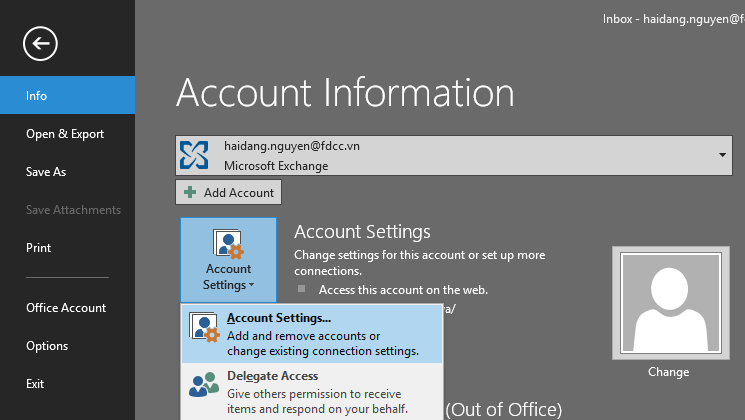 Inbox - haidang.nguyen@f
Info
Open & Export
Save As
Save Attachments
Print
Office Account
Options
Exit
Account Information
haidang.nguyen@fdcc.vn
Microsoft Exchange
Add Account
Account
Settings
Account Settings
Change settings for this account or set up more
connections.
Access this account on the web.
a/
Change
Account Settings...
Add and remove accounts or
change existing connection settings.
Delegate Access
Give others permission to receive
items and respond on your behalf.
(Out of Office)